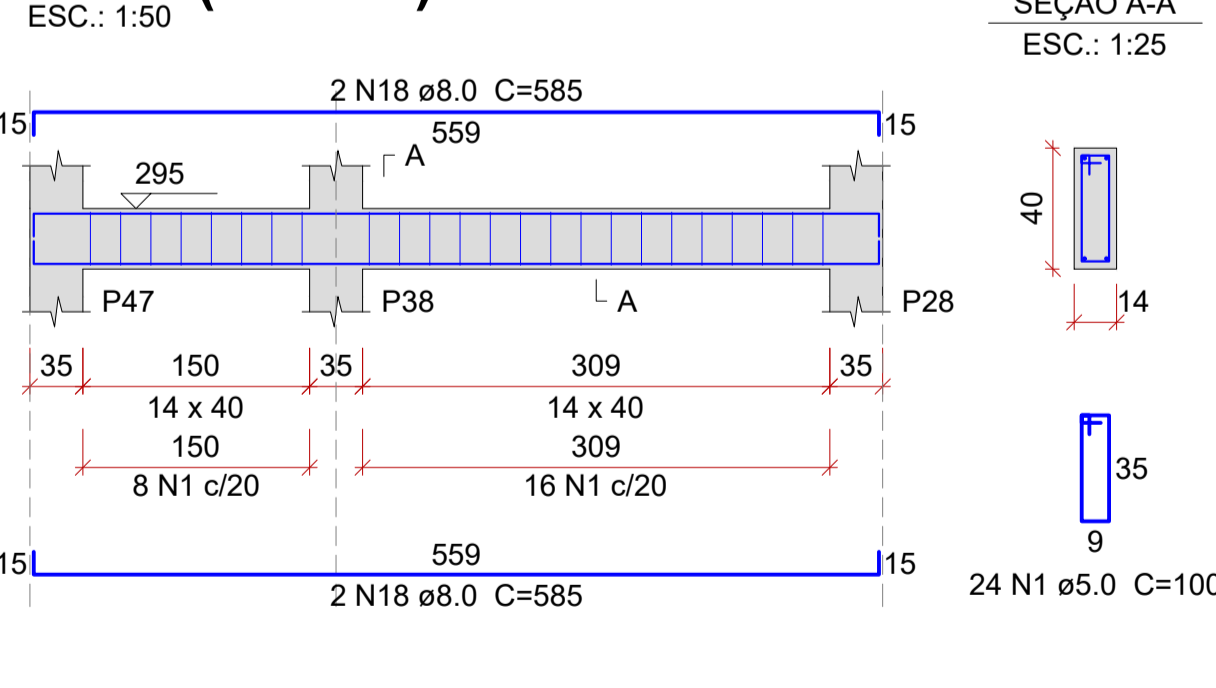 ESC.: 1:50
SEÇÃO A-A
ESC.: 1:25
2 N18 ø8.0 C=585
15
559
15
A
295
40
P47
P38
A
P28
14
35
150
35
309
35
14 x 40
14 x 40
150
309
8 N1 c/20
16 N1 c/20
35
9
15
559
15
2 N18 ø8.0 C=585
24 N1 ø5.0 C=100